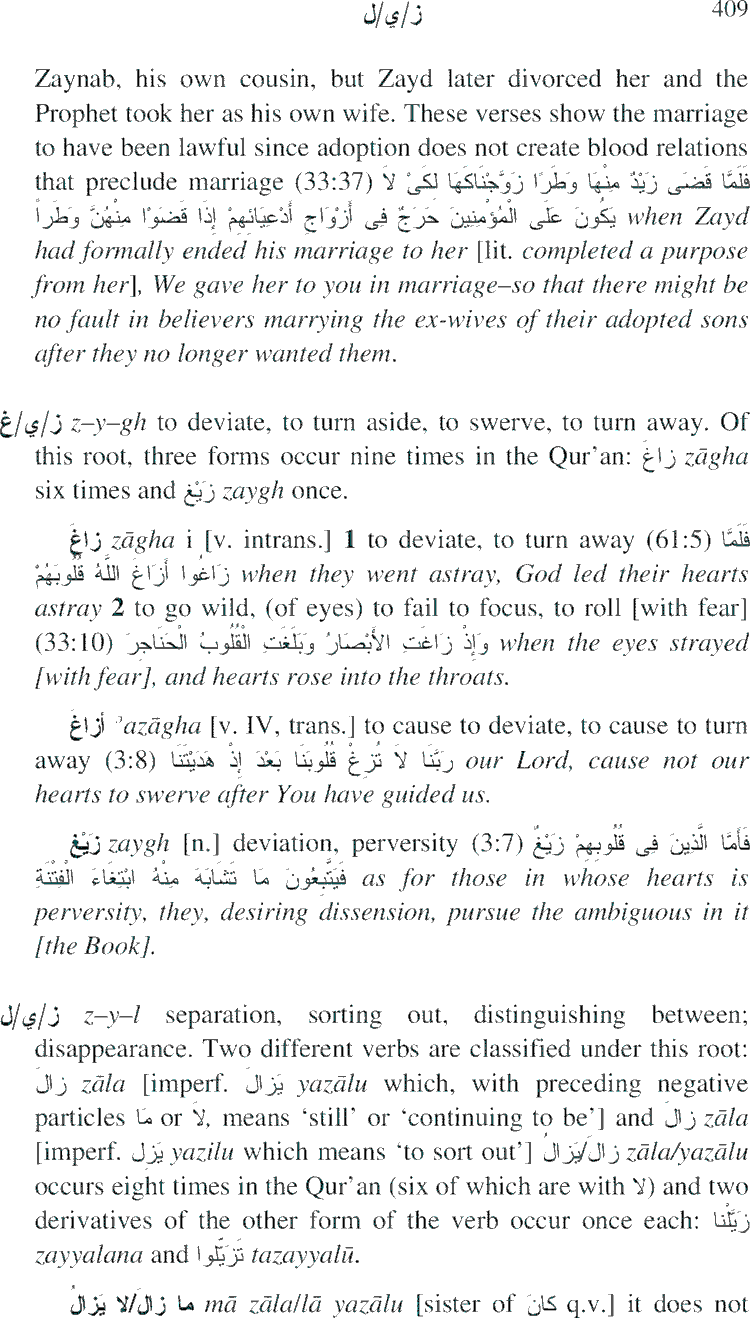 ز/ي/ل 409
Zaynab, his own cousin, but Zayd later divorced her and the
Prophet took her as his own wife. These verses show the marriage
to have been lawful since adoption does not create blood relations
that preclude marriage (33:37) فَلَمَّا قَضَى زَيْدٌ مِنْهَا وَطَرًا زَوَّجْنَاكَهَا لَكَىْ لاَ
يَكُونَ عَلَى الْمُؤْمِنِينَ حَرَجٌ فِى أَزْوَاجِ أَدْعِيَائِهِمْ إِذَا قَضَوْا مِنْهُنَّ وَطَراً when Zayd
had formally ended his marriage to her [lit. completed a purpose
from her], We gave her to you in marriage–so that there might be
no fault in believers marrying the ex-wives of their adopted sons
after they no longer wanted them.
ز/ي/غ z–y–gh to deviate, to turn aside, to swerve, to turn away. Of
this root, three forms occur nine times in the Qur'an: زاغَ zāgha
six times and زَيْغ zaygh once.
زاغَ zāgha i [v. intrans.] 1 to deviate, to turn away (61:5) فَلَمَّا
زَاغُوا أَزَاغَ اللَّهُ قُلُوبَهُمْ when they went astray, God led their hearts
astray 2 to go wild, (of eyes) to fail to focus, to roll [with fear]
(33:10) وَإِذْ زَاغَتِ الأَبْصَارُ وَبَلَغَتِ الْقُلُوبُ الْحَنَاجِرَ when the eyes strayed
[with fear], and hearts rose into the throats.
أزاغَ ʾazāgha [v. IV, trans.] to cause to deviate, to cause to turn
away (3:8) رَبَّنَا لاَ تُزِغْ قُلُوبَنَا بَعْدَ إِذْ هَدَيْتَنَا our Lord, cause not our
hearts to swerve after You have guided us.
زَيْغ zaygh [n.] deviation, perversity (3:7) فَأَمَّا الَّذِينَ فِى قُلُوبِهِمْ زَيْغٌ
فَيَتَّبِعُونَ مَا تَشَابَهَ مِنْهُ ابْتِغَاءَ الْفِتْنَةِ as for those in whose hearts is
perversity, they, desiring dissension, pursue the ambiguous in it
[the Book].
ز/ي/ل z–y–l separation, sorting out, distinguishing between;
disappearance. Two different verbs are classified under this root:
زالَ zāla [imperf. يَزالُ yazālu which, with preceding negative
particles مَا or لاَ, means 'still' or 'continuing to be'] and زالَ zāla
[imperf. يَزِل yazilu which means 'to sort out'] زالَ/يَزالُ zāla/yazālu
occurs eight times in the Qur'an (six of which are with لا) and two
derivatives of the other form of the verb occur once each: زَيَّلْنا
zayyalana and تَزَيَّلوا tazayyalū.
ما زالَ/لا يَزالُ mā zāla/lā yazālu [sister of كانَ q.v.] it does not